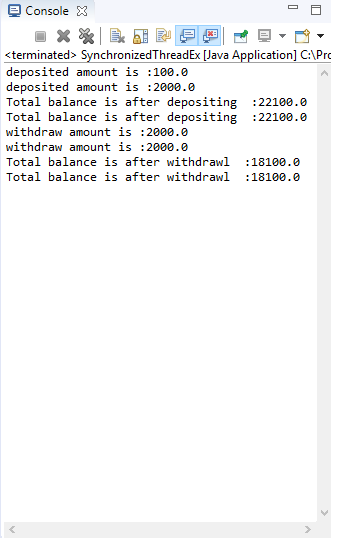 Console
<terminated> SynchronizedThreadEx [Java Application] C:\Pro
deposited amount is :100.0
deposited amount is :2000.0
Total balance is after depositing  :22100.0
Total balance is after depositing  :22100.0
withdraw amount is :2000.0
withdraw amount is :2000.0
Total balance is after withdrawl  :18100.0
Total balance is after withdrawl  :18100.0